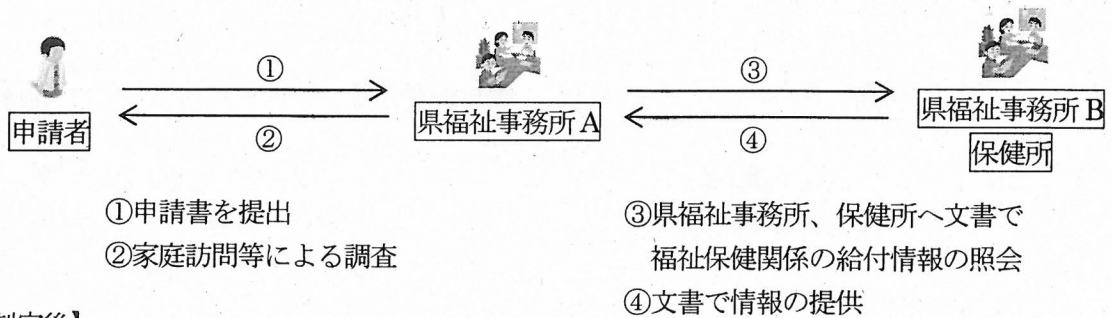 ①
③
申請者
県福祉事務所A
県福祉事務所B
②
④
保健所
①申請書を提出
②家庭訪問等による調査
③県福祉事務所、保健所へ文書で
福祉保健関係の給付情報の照会
④文書で情報の提供